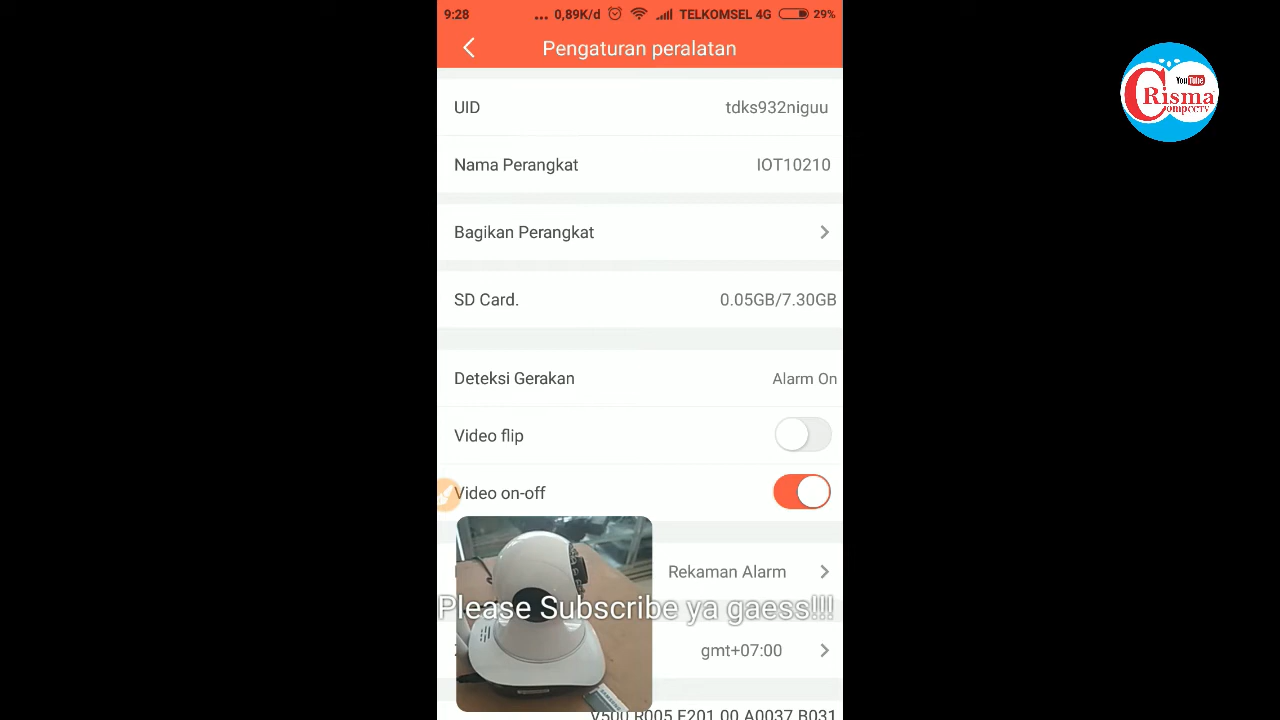 9:28 ... 0,89K/d TELKOMSEL 4G 29%
Pengaturan peralatan
UID tdks932niguu
Nama Perangkat IOT10210
Bagikan Perangkat
SD Card. 0.05GB/7.30GB
Deteksi Gerakan Alarm On
Video flip
Video on-off
Rekaman Alarm
Please Subscribe ya gaess!!!
gmt+07:00
V500.R005.E201.00.A0037.B031
YouTube
Crisma
CompCCTV